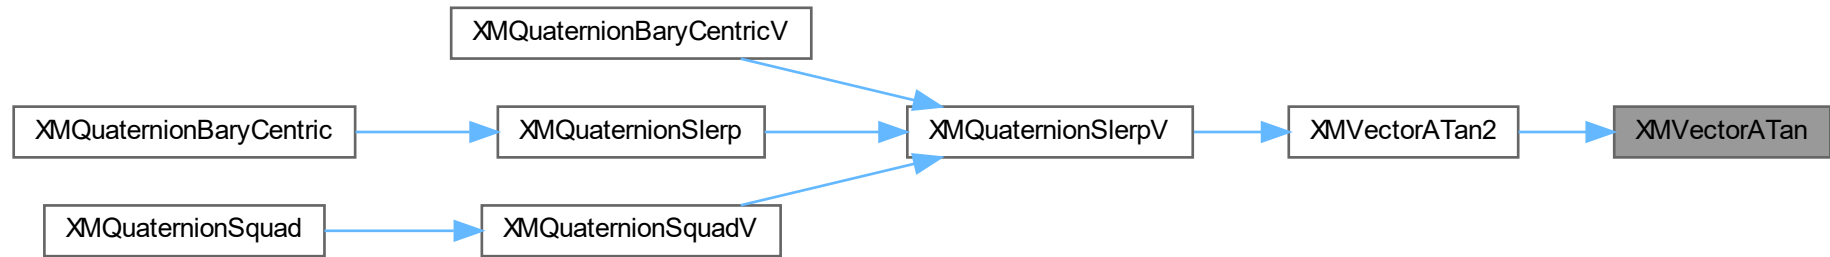 XMQuaternionBaryCentricV
XMQuaternionBaryCentric
XMQuaternionSlerp
XMQuaternionSlerpV
XMVectorATan2
XMVectorATan
XMQuaternionSquad
XMQuaternionSquadV